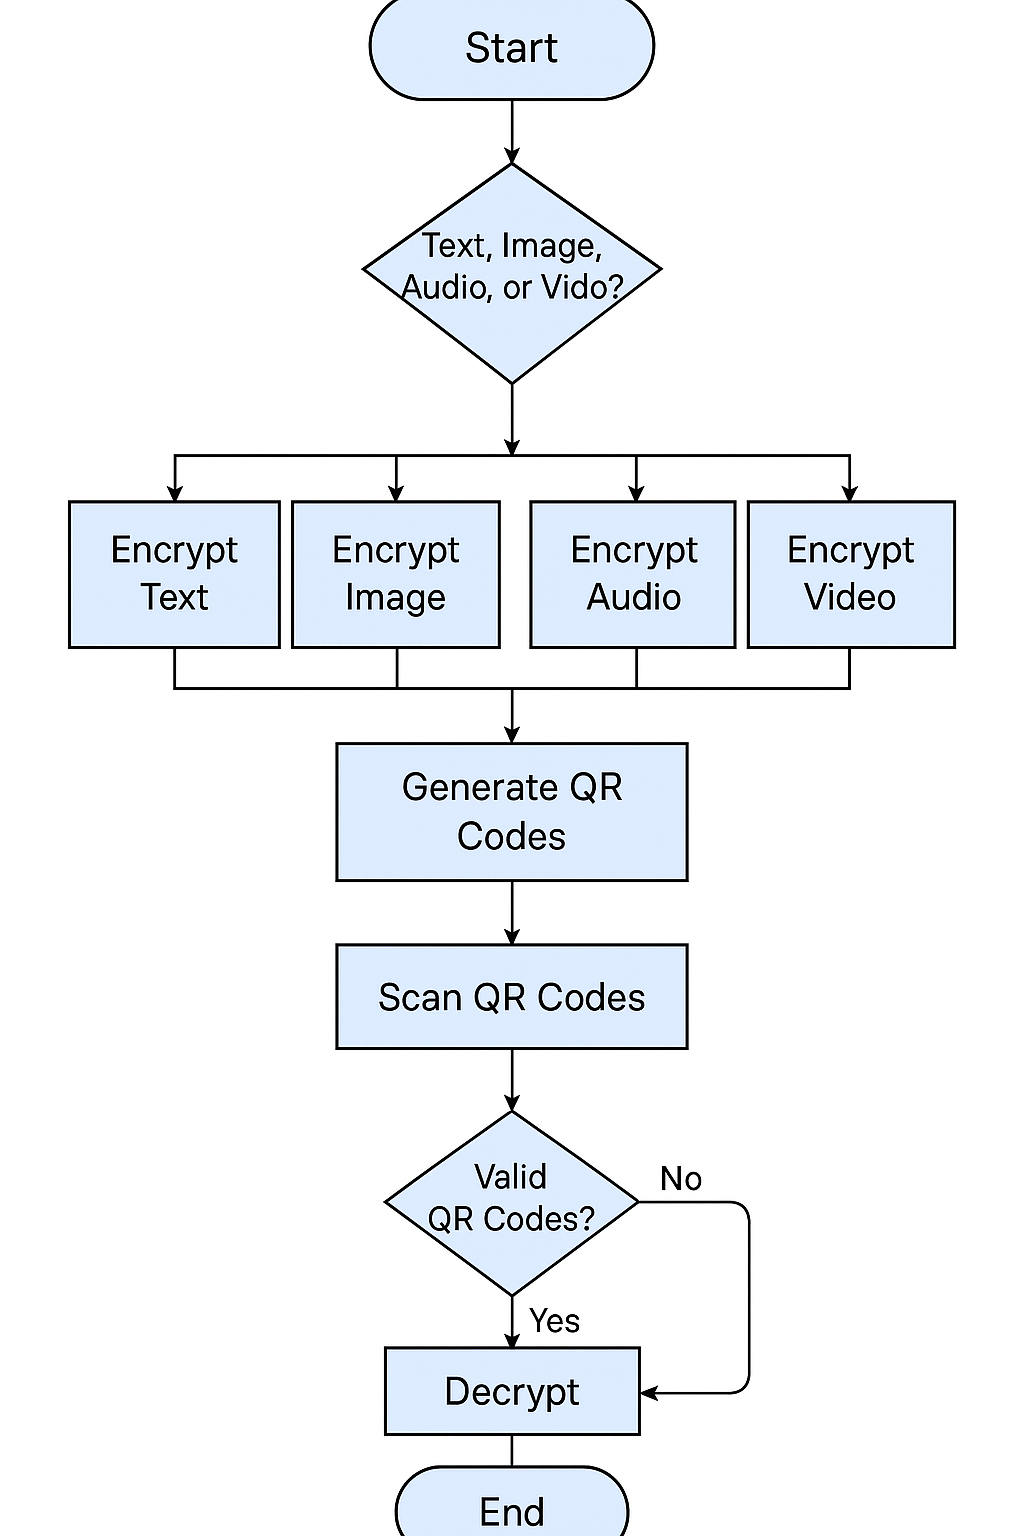 Start
Text, Image,
Audio, or Vido?
Encrypt
Text
Encrypt
Image
Encrypt
Audio
Encrypt
Video
Generate QR
Codes
Scan QR Codes
Valid
QR Codes?
No
Yes
Decrypt
End